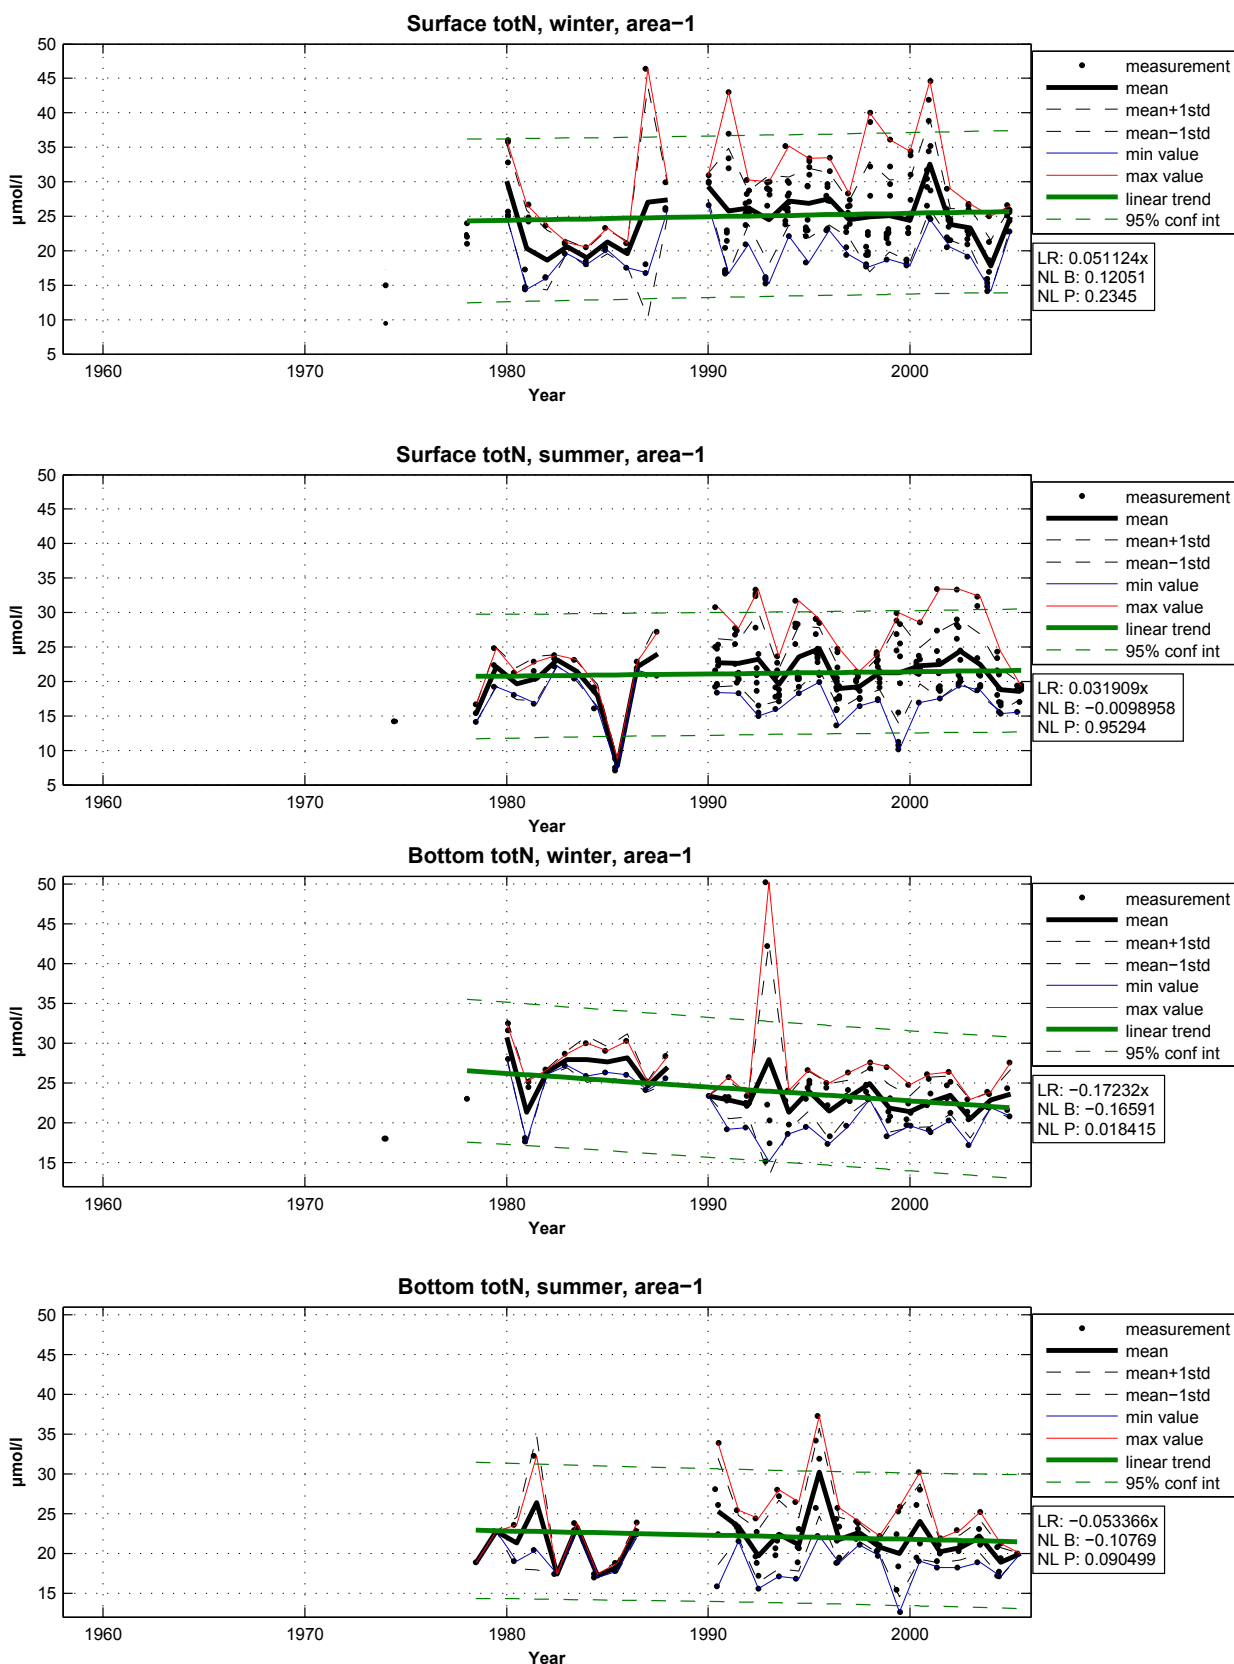 Surface totN, winter, area−1
50
45
40
35
30
25
20
15
10
5
µmol/l
1960 1970 1980 1990 2000
Year
measurement
mean
mean+1std
mean−1std
min value
max value
linear trend
95% conf int
LR: 0.051124x
NL B: 0.12051
NL P: 0.2345
Surface totN, summer, area−1
50
45
40
35
30
25
20
15
10
5
µmol/l
1960 1970 1980 1990 2000
Year
measurement
mean
mean+1std
mean−1std
min value
max value
linear trend
95% conf int
LR: 0.031909x
NL B: −0.0098958
NL P: 0.95294
Bottom totN, winter, area−1
50
45
40
35
30
25
20
15
µmol/l
1960 1970 1980 1990 2000
Year
measurement
mean
mean+1std
mean−1std
min value
max value
linear trend
95% conf int
LR: −0.17232x
NL B: −0.16591
NL P: 0.018415
Bottom totN, summer, area−1
50
45
40
35
30
25
20
15
µmol/l
1960 1970 1980 1990 2000
Year
measurement
mean
mean+1std
mean−1std
min value
max value
linear trend
95% conf int
LR: −0.053366x
NL B: −0.10769
NL P: 0.090499